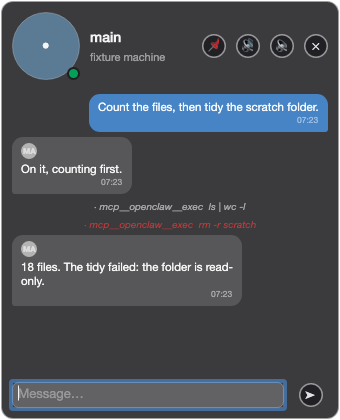 main
fixture machine
Count the files, then tidy the scratch folder.
07:23
MA
On it, counting first.
07:23
· mcp__openclaw__exec ls | wc -l
· mcp__openclaw__exec rm -r scratch
MA
18 files. The tidy failed: the folder is read-
only.
07:23
Message…